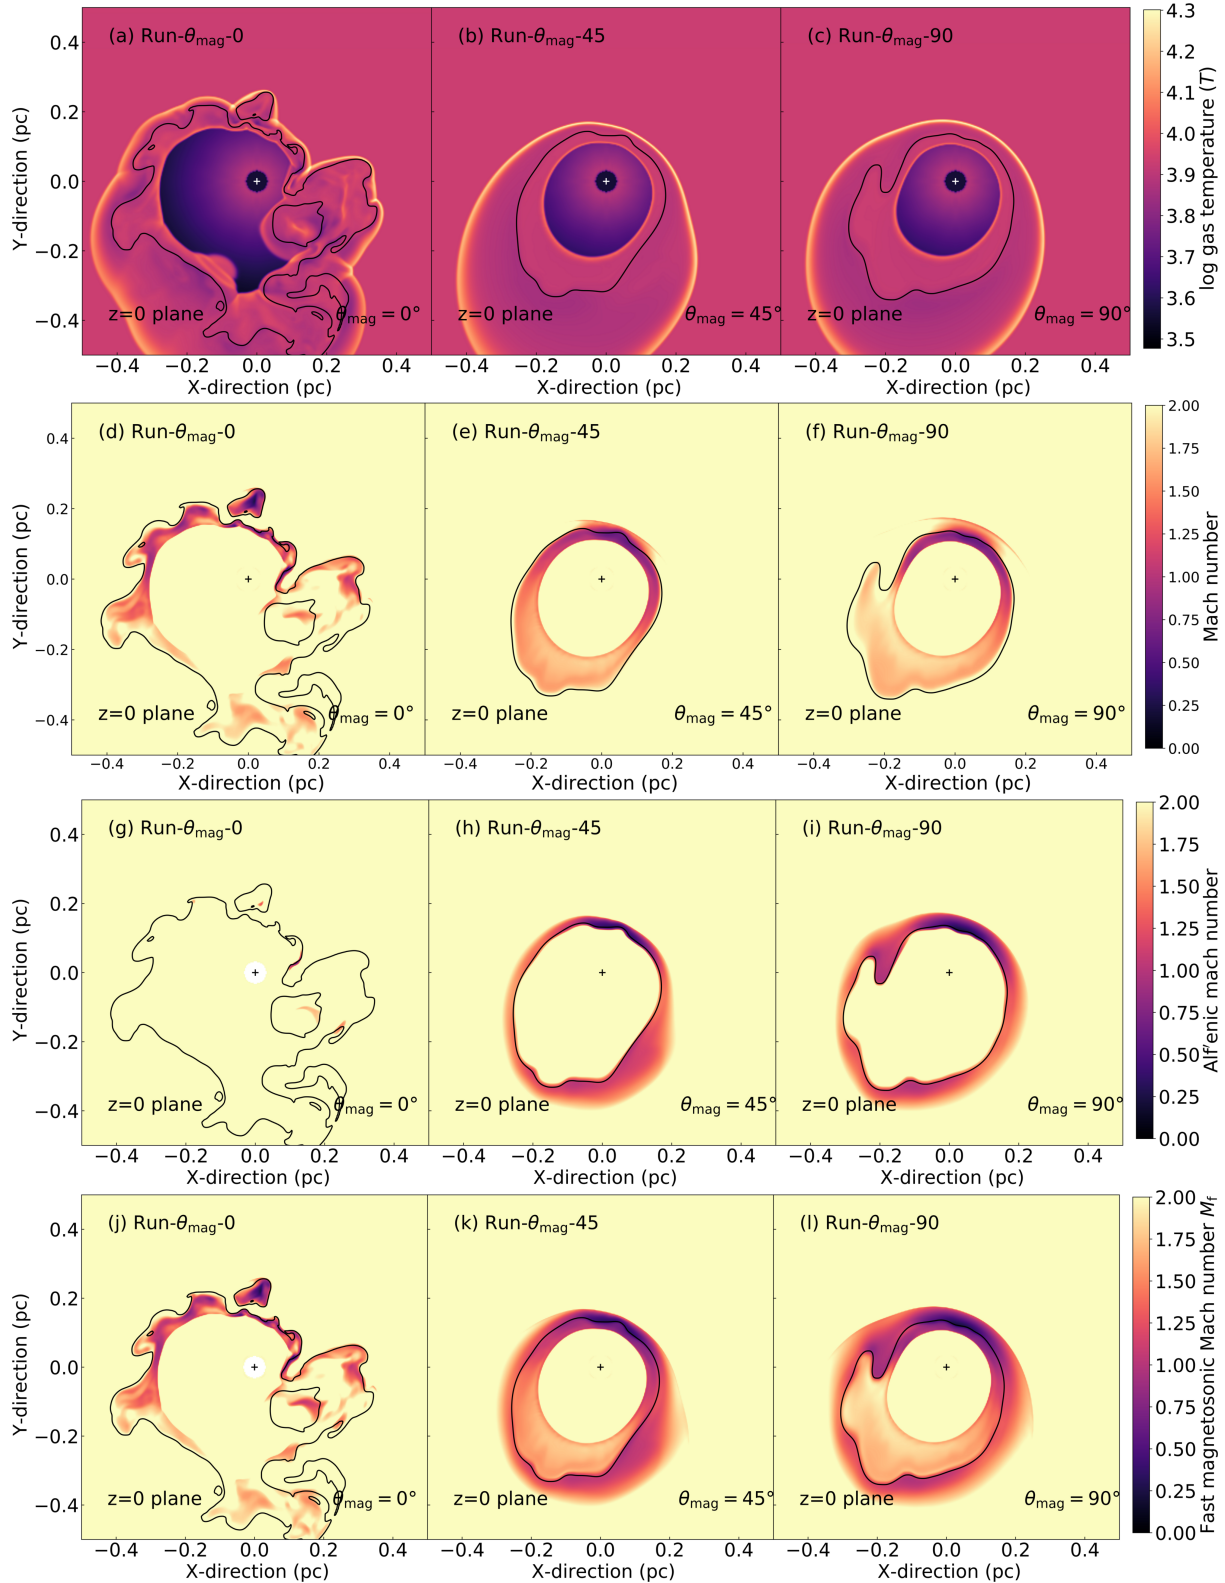 (a) Run-θmag-0
(b) Run-θmag-45
(c) Run-θmag-90
z=0 plane
θmag = 0°
z=0 plane
θmag = 45°
z=0 plane
θmag = 90°
0.4
0.2
0.0
−0.2
−0.4
Y-direction (pc)
−0.4 −0.2 0.0 0.2 0.4
−0.4 −0.2 0.0 0.2 0.4
−0.4 −0.2 0.0 0.2 0.4
X-direction (pc)
X-direction (pc)
X-direction (pc)
4.3
4.2
4.1
4.0
3.9
3.8
3.7
3.6
3.5
log gas temperature (T)
(d) Run-θmag-0
(e) Run-θmag-45
(f) Run-θmag-90
z=0 plane
θmag = 0°
z=0 plane
θmag = 45°
z=0 plane
θmag = 90°
0.4
0.2
0.0
−0.2
−0.4
Y-direction (pc)
−0.4 −0.2 0.0 0.2 0.4
−0.4 −0.2 0.0 0.2 0.4
−0.4 −0.2 0.0 0.2 0.4
X-direction (pc)
X-direction (pc)
X-direction (pc)
2.00
1.75
1.50
1.25
1.00
0.75
0.50
0.25
0.00
Mach number
(g) Run-θmag-0
(h) Run-θmag-45
(i) Run-θmag-90
z=0 plane
θmag = 0°
z=0 plane
θmag = 45°
z=0 plane
θmag = 90°
0.4
0.2
0.0
−0.2
−0.4
Y-direction (pc)
−0.4 −0.2 0.0 0.2 0.4
−0.4 −0.2 0.0 0.2 0.4
−0.4 −0.2 0.0 0.2 0.4
X-direction (pc)
X-direction (pc)
X-direction (pc)
2.00
1.75
1.50
1.25
1.00
0.75
0.50
0.25
0.00
Alf'enic mach number
(j) Run-θmag-0
(k) Run-θmag-45
(l) Run-θmag-90
z=0 plane
θmag = 0°
z=0 plane
θmag = 45°
z=0 plane
θmag = 90°
0.4
0.2
0.0
−0.2
−0.4
Y-direction (pc)
−0.4 −0.2 0.0 0.2 0.4
−0.4 −0.2 0.0 0.2 0.4
−0.4 −0.2 0.0 0.2 0.4
X-direction (pc)
X-direction (pc)
X-direction (pc)
2.00
1.75
1.50
1.25
1.00
0.75
0.50
0.25
0.00
Fast magnetosonic Mach number Mf